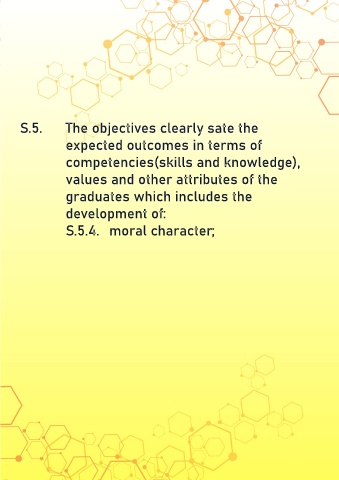 S.5. The objectives clearly sate the
expected outcomes in terms of
competencies(skills and knowledge),
values and other attributes of the
graduates which includes the
development of:
S.5.4. moral character;